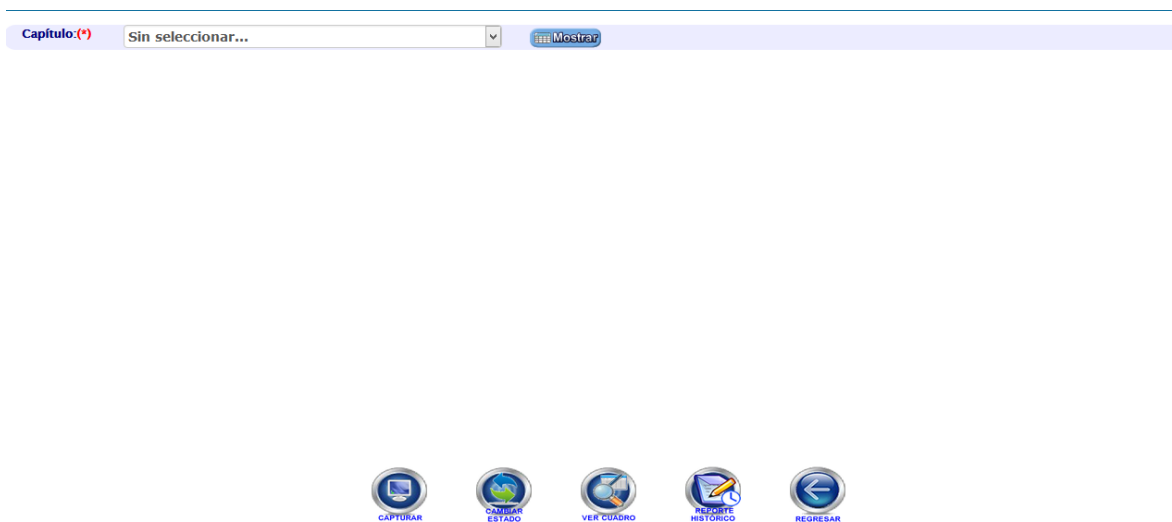 Capítulo:(*) Sin seleccionar... Mostrar
CAPTURAR
CAMBIAR
ESTADO
VER CUADRO
REPORTE
HISTÓRICO
REGRESAR